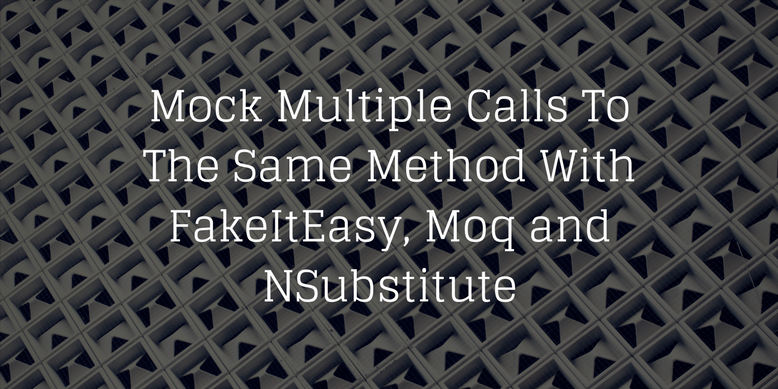 Mock Multiple Calls To
The Same Method With
FakeItEasy, Moq and
NSubstitute